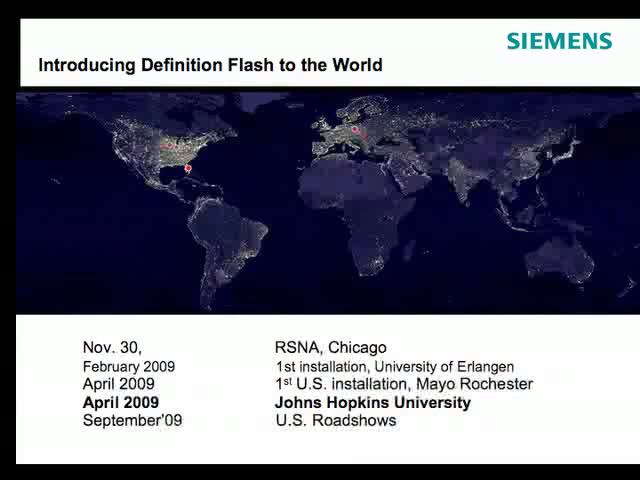 SIEMENS
Introducing Definition Flash to the World
Nov. 30, RSNA, Chicago
February 2009 1st installation, University of Erlangen
April 2009 1st U.S. installation, Mayo Rochester
April 2009 Johns Hopkins University
September'09 U.S. Roadshows